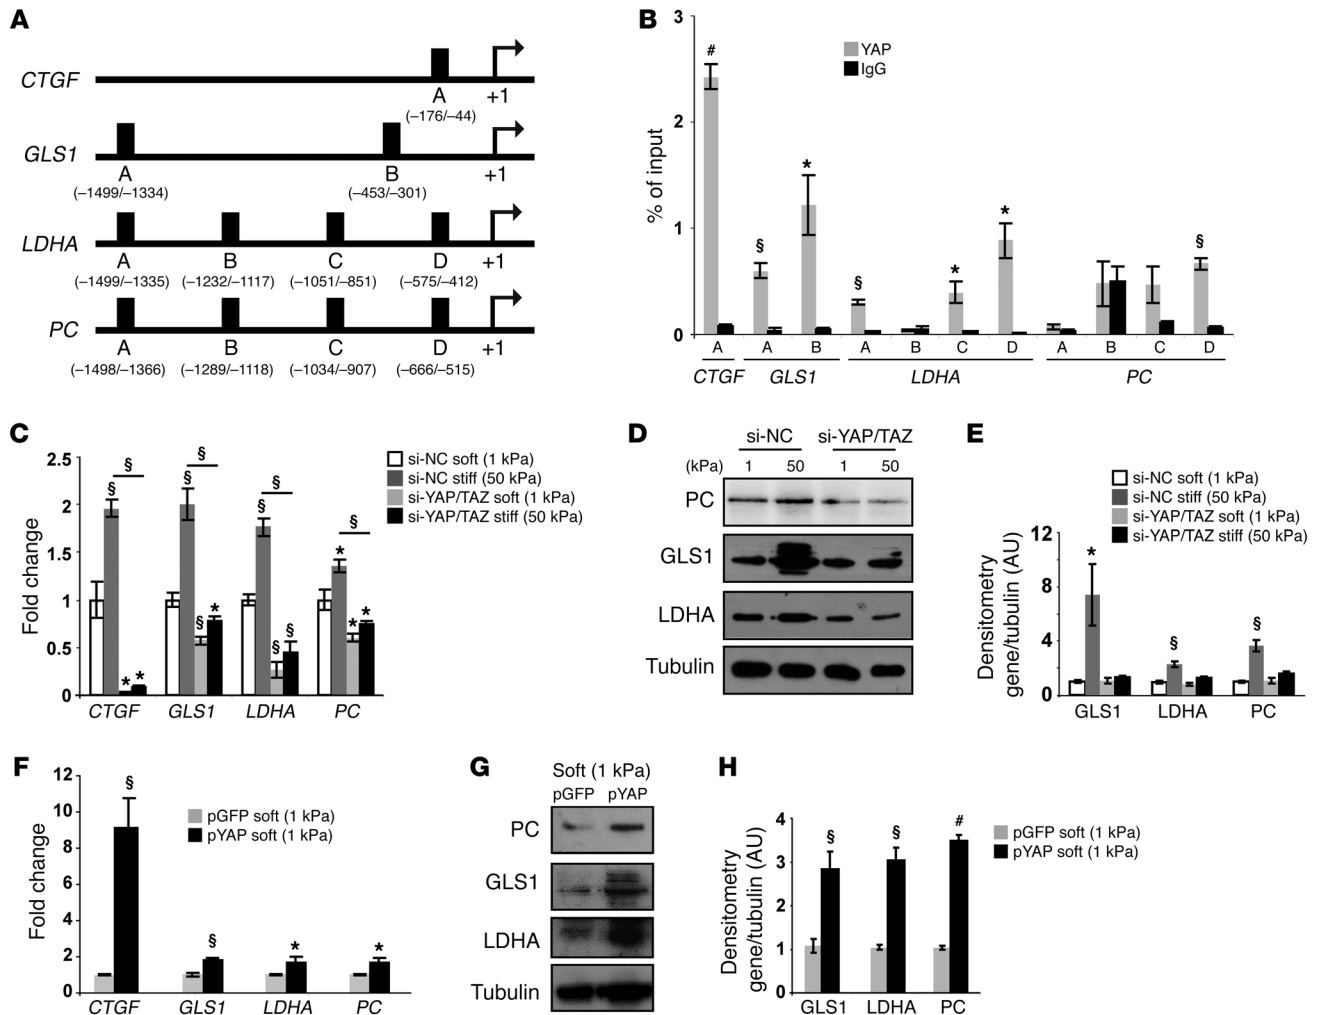 A
CTGF
A
+1
(–176/–44)
GLS1
A
B
+1
(–1499/–1334)
(–453/–301)
LDHA
A
B
C
D
+1
(–1499/–1335)
(–1232/–1117)
(–1051/–851)
(–575/–412)
PC
A
B
C
D
+1
(–1498/–1366)
(–1289/–1118)
(–1034/–907)
(–666/–515)
B
3
2
1
0
% of input
YAP
IgG
#
§
*
§
*
*
§
A
A
B
A
B
C
D
A
B
C
D
CTGF
GLS1
LDHA
PC
C
2.5
2
1.5
1
0.5
0
Fold change
si-NC soft (1 kPa)
si-NC stiff (50 kPa)
si-YAP/TAZ soft (1 kPa)
si-YAP/TAZ stiff (50 kPa)
§
§
§
§
§
§
§
*
* *
§ *
§ §
* *
CTGF
GLS1
LDHA
PC
D
si-NC
si-YAP/TAZ
(kPa)
1
50
1
50
PC
GLS1
LDHA
Tubulin
E
si-NC soft (1 kPa)
si-NC stiff (50 kPa)
si-YAP/TAZ soft (1 kPa)
si-YAP/TAZ stiff (50 kPa)
12
8
4
0
Densitometry
gene/tubulin (AU)
*
§
§
GLS1
LDHA
PC
F
12
10
8
6
4
2
0
Fold change
pGFP soft (1 kPa)
pYAP soft (1 kPa)
§
§
*
*
CTGF
GLS1
LDHA
PC
G
Soft (1 kPa)
pGFP
pYAP
PC
GLS1
LDHA
Tubulin
H
4
3
2
1
0
Densitometry
gene/tubulin (AU)
§
§
#
pGFP soft (1 kPa)
pYAP soft (1 kPa)
GLS1
LDHA
PC